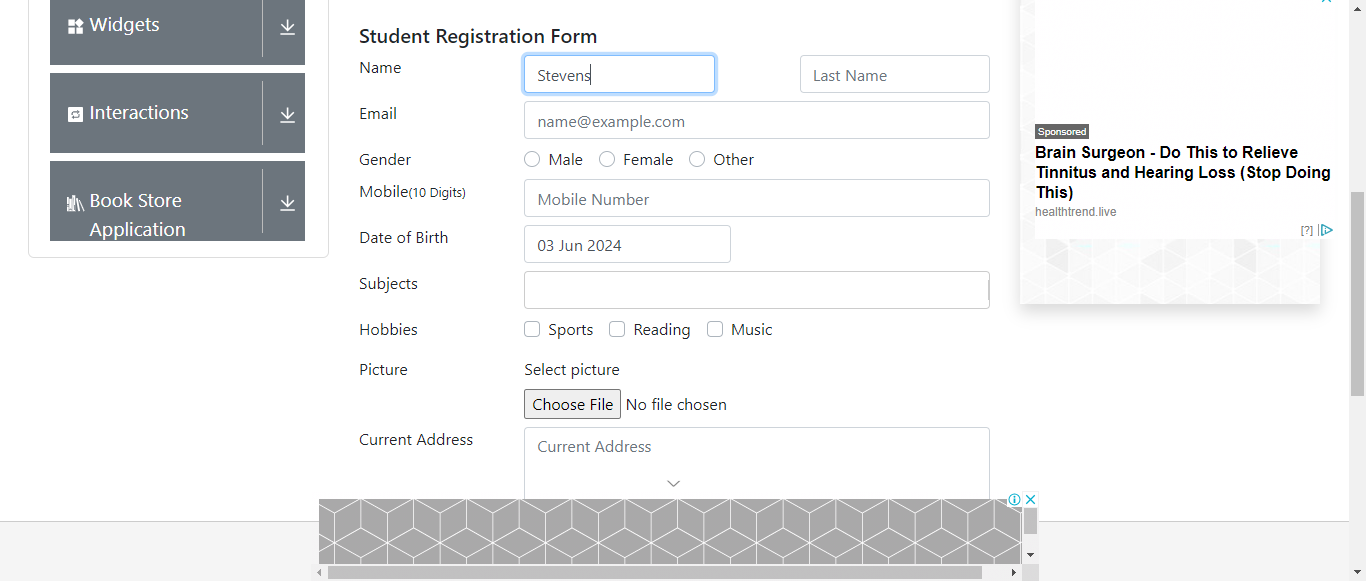 Widgets
Interactions
Book Store
Application
Student Registration Form
Name
Stevens
Last Name
Email
name@example.com
Gender
Male
Female
Other
Mobile(10 Digits)
Mobile Number
Date of Birth
03 Jun 2024
Subjects
Hobbies
Sports
Reading
Music
Picture
Select picture
Choose File No file chosen
Current Address
Current Address
Sponsored
Brain Surgeon - Do This to Relieve
Tinnitus and Hearing Loss (Stop Doing
This)
healthtrend.live
[?]